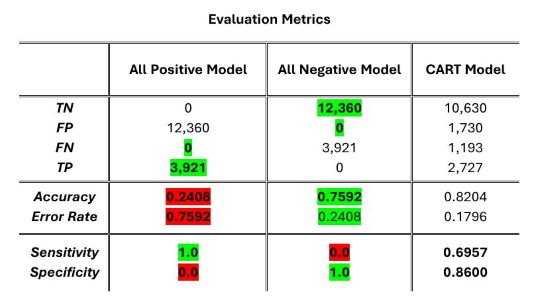 Evaluation Metrics
All Positive Model All Negative Model CART Model
TN 0 12,360 10,630
FP 12,360 0 1,730
FN 0 3,921 1,193
TP 3,921 0 2,727
Accuracy 0.2408 0.7592 0.8204
Error Rate 0.7592 0.2408 0.1796
Sensitivity 1.0 0.0 0.6957
Specificity 0.0 1.0 0.8600